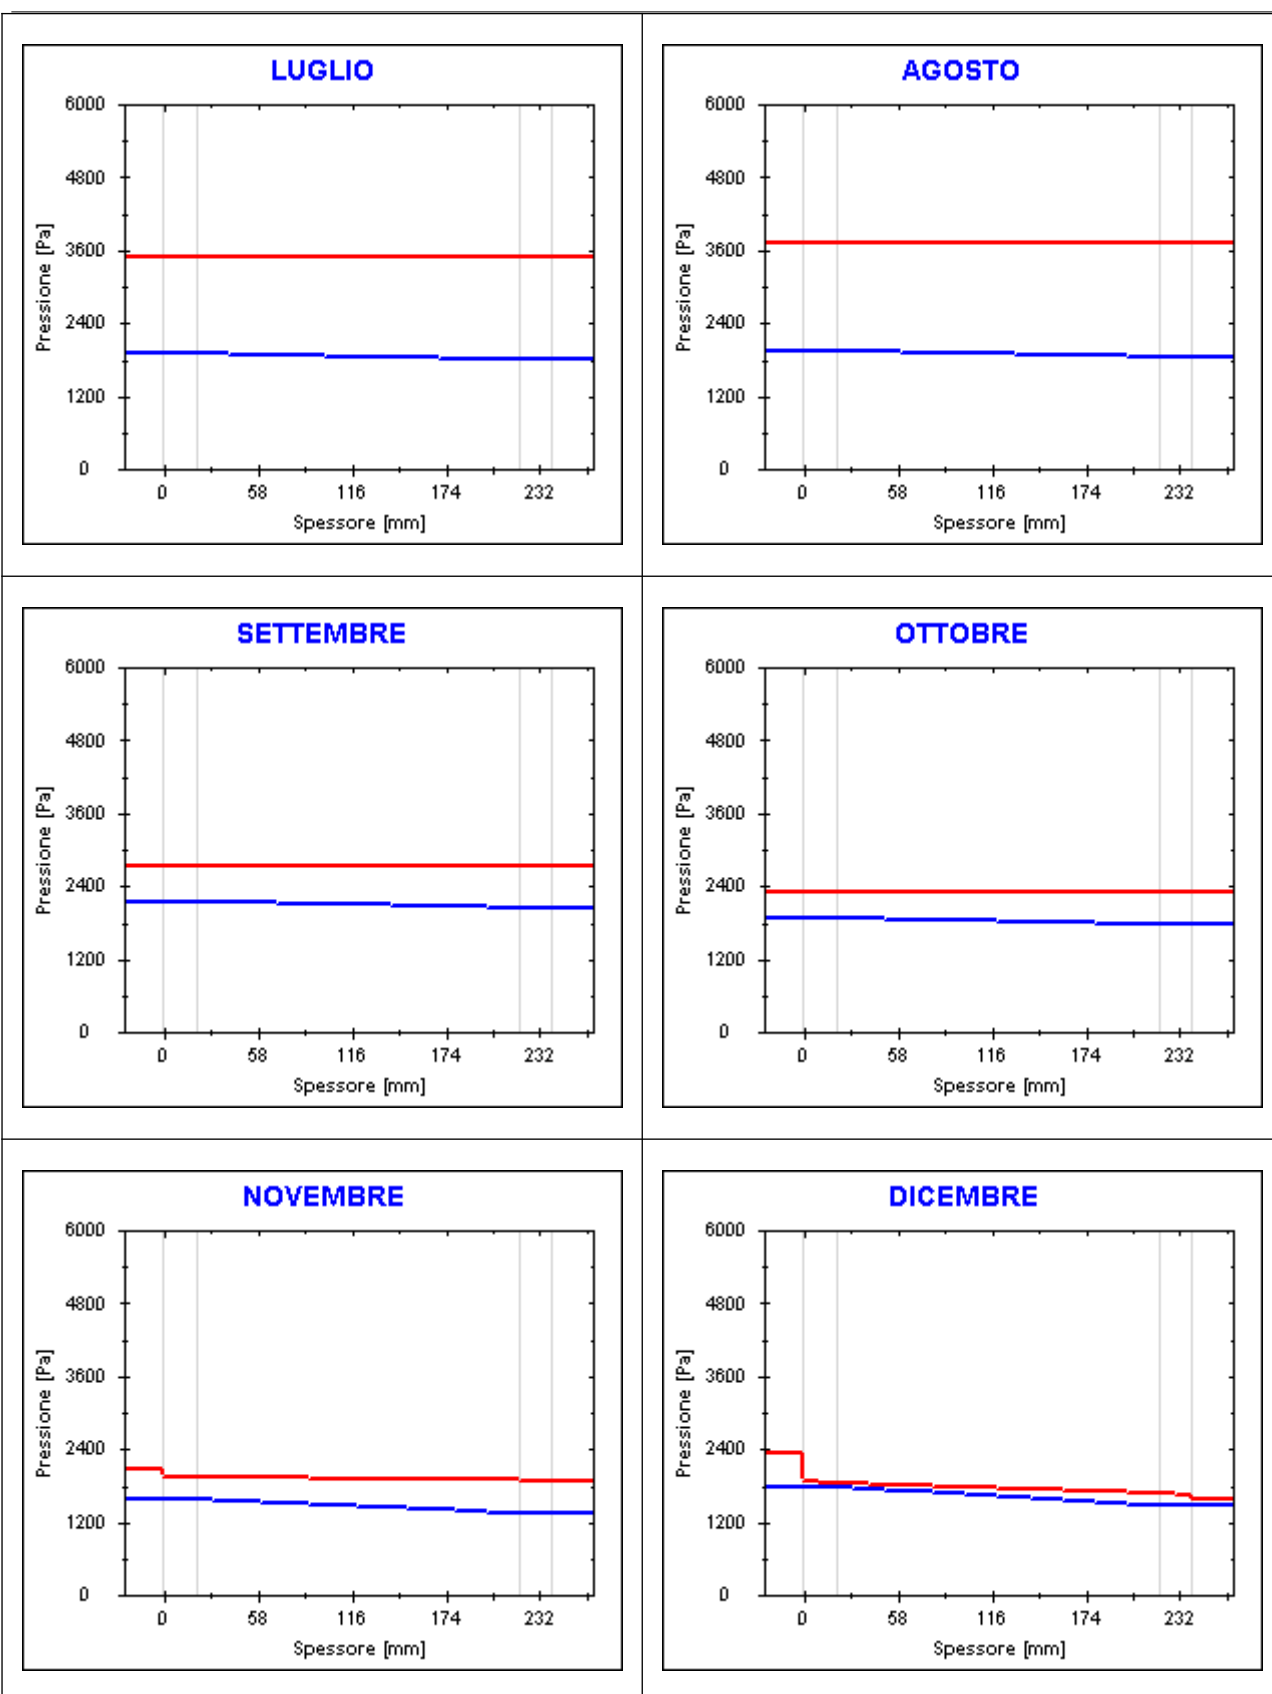 LUGLIO
6000
4800
3600
2400
1200
0
Pressione [Pa]
0 58 116 174 232
Spessore [mm]
AGOSTO
6000
4800
3600
2400
1200
0
Pressione [Pa]
0 58 116 174 232
Spessore [mm]
SETTEMBRE
6000
4800
3600
2400
1200
0
Pressione [Pa]
0 58 116 174 232
Spessore [mm]
OTTOBRE
6000
4800
3600
2400
1200
0
Pressione [Pa]
0 58 116 174 232
Spessore [mm]
NOVEMBRE
6000
4800
3600
2400
1200
0
Pressione [Pa]
0 58 116 174 232
Spessore [mm]
DICEMBRE
6000
4800
3600
2400
1200
0
Pressione [Pa]
0 58 116 174 232
Spessore [mm]